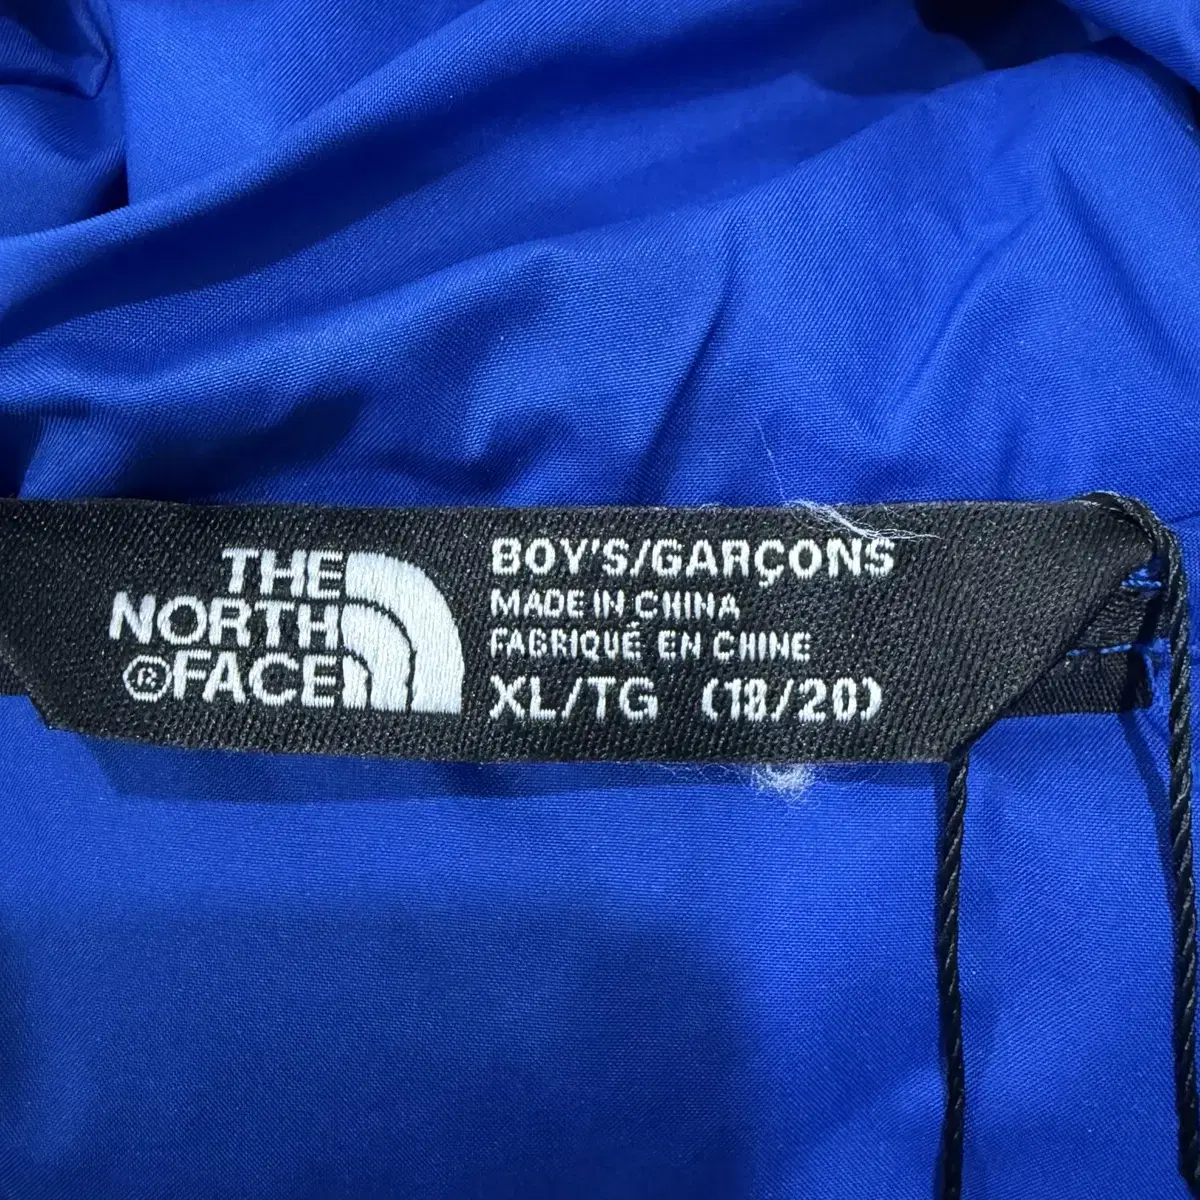 THE
NORTH
®FACE
BOY'S/GARÇONS
MADE IN CHINA
FABRIQUÉ EN CHINE
XL/TG (18/20)